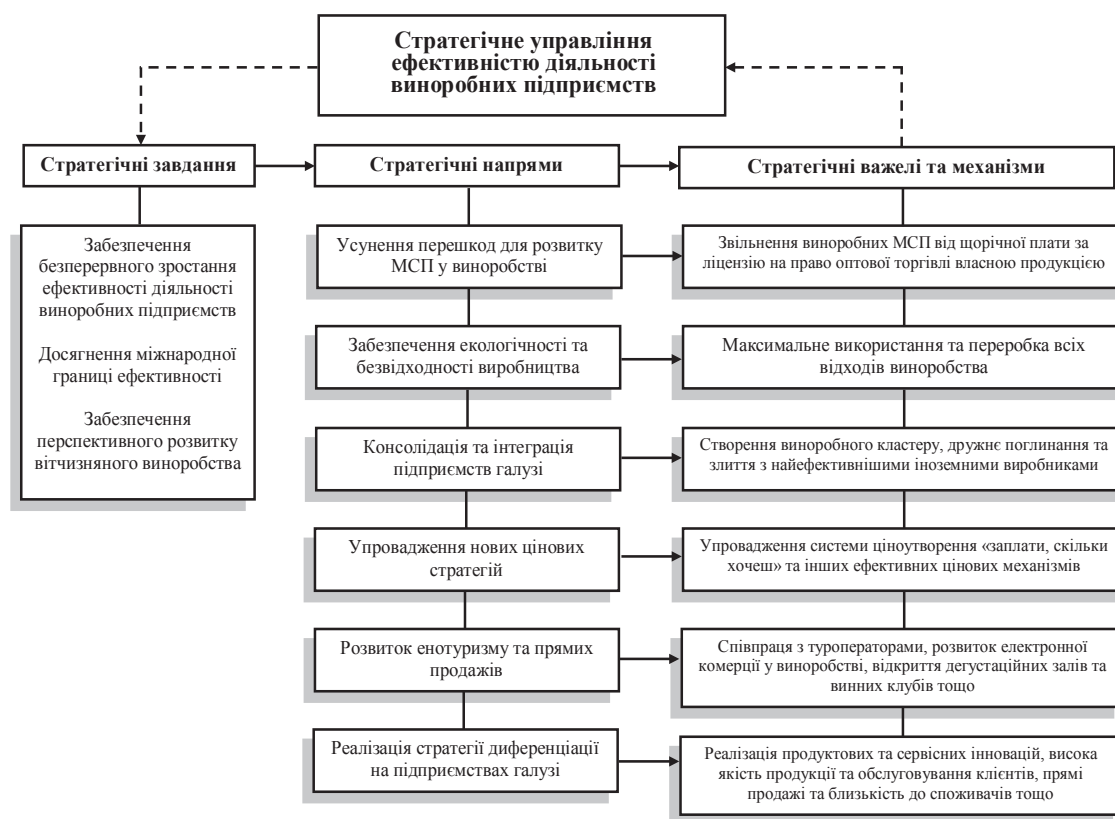 Стратегічне управління
ефективністю діяльності
виноробних підприємств
Стратегічні завдання
Стратегічні напрями
Стратегічні важелі та механізми
Забезпечення
безперервного зростання
ефективності діяльності
виноробних підприємств
Досягнення міжнародної
границі ефективності
Забезпечення
перспективного розвитку
вітчизняного виноробства
Усунення перешкод для розвитку
МСП у виноробстві
Звільнення виноробних МСП від щорічної плати за
ліцензію на право оптової торгівлі власною продукцією
Забезпечення екологічності та
безвідходності виробництва
Максимальне використання та переробка всіх
відходів виноробства
Консолідація та інтеграція
підприємств галузі
Створення виноробного кластеру, дружнє поглинання та
злиття з найефективнішими іноземними виробниками
Упровадження нових цінових
стратегій
Упровадження системи ціноутворення «заплати, скільки
хочеш» та інших ефективних цінових механізмів
Розвиток енотуризму та прямих
продажів
Співпраця з туроператорами, розвиток електронної
комерції у виноробстві, відкриття дегустаційних залів та
винних клубів тощо
Реалізація стратегії диференціації
на підприємствах галузі
Реалізація продуктових та сервісних інновацій, висока
якість продукції та обслуговування клієнтів, прямі
продажі та близькість до споживачів тощо